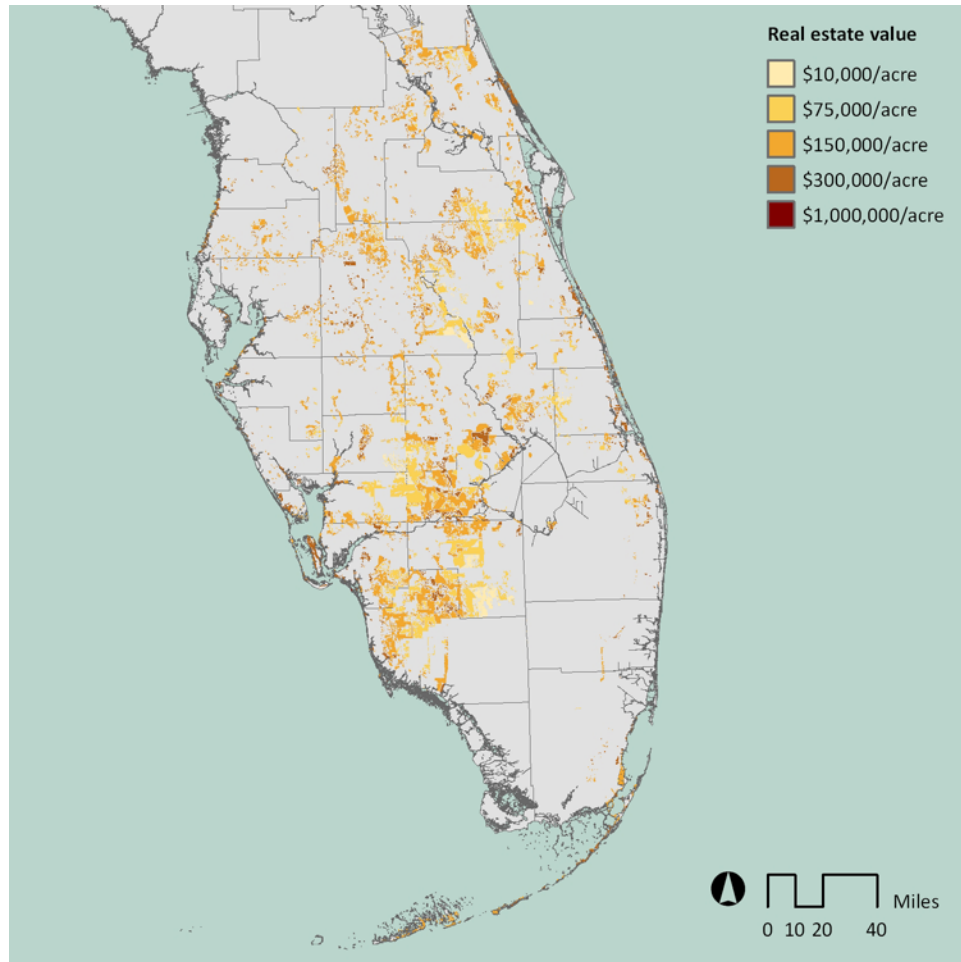 Real estate value
$10,000/acre
$75,000/acre
$150,000/acre
$300,000/acre
$1,000,000/acre
Miles
0 10 20 40